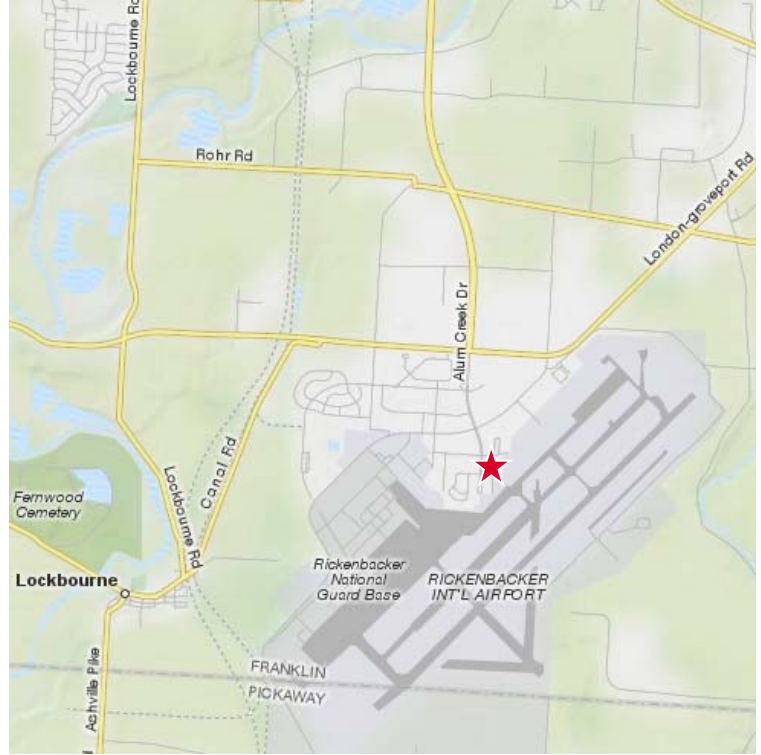 Lockbourne Rd
Rohr Rd
London-groveport Rd
Alum Creek Dr
Canal Rd
Lockbourne Rd
Fernwood
Cemetery
Lockbourne
Rickenbacker
National
Guard Base
RICKENBACKER
INT'L AIRPORT
FRANKLIN
PICKAWAY
Ashville Pike